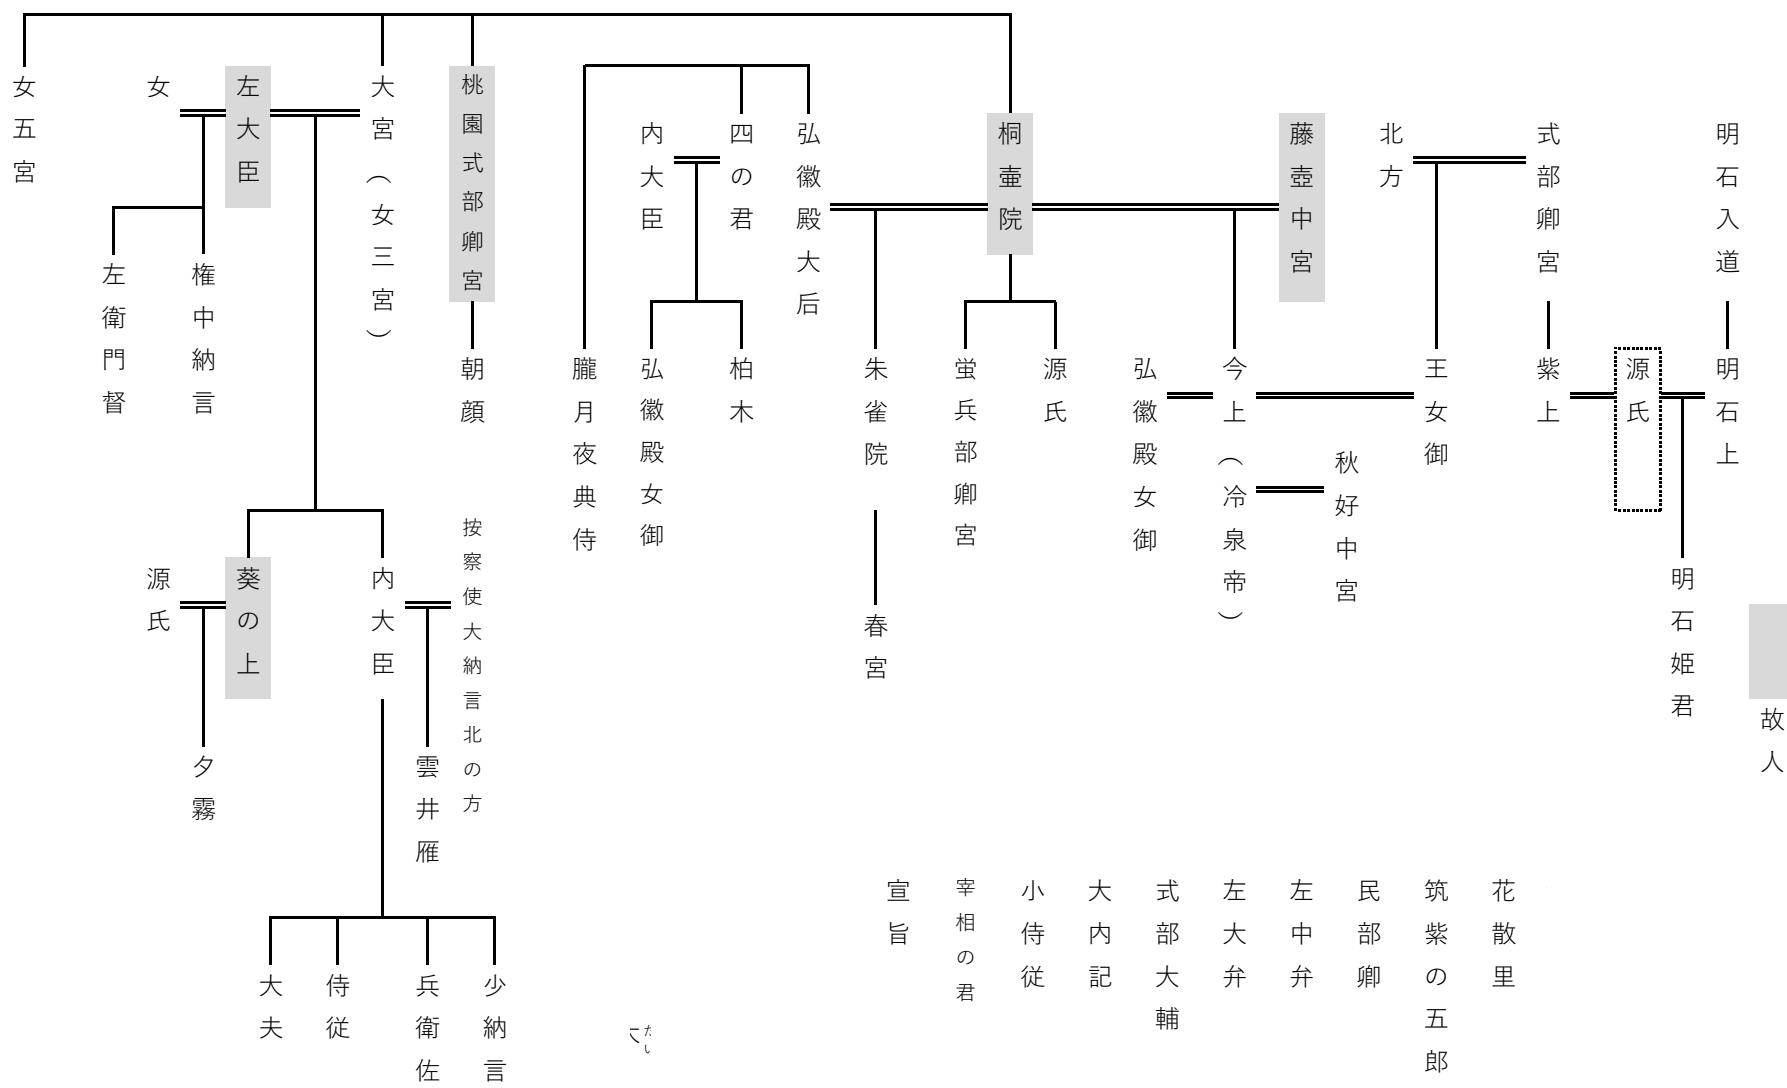 明石入道
式部卿宮
北方
藤壺中宮
桐壷院
弘徽殿大后
四の君
内大臣
桃園式部卿宮
大宮(女三宮)
左大臣
女
女五宮
権中納言
左衛門督
明石上
源氏
紫上
王女御
秋好中宮
今上(冷泉帝)
弘徽殿女御
源氏
蛍兵部卿宮
朱雀院
柏木
弘徽殿女御
朧月夜典侍
朝顔
故人
明石姫君
春宮
按察使大納言北の方
内大臣
葵の上
源氏
雲井雁
夕霧
花散里
筑紫の五郎
民部卿
左中弁
左大弁
式部大輔
大内記
小侍従
宰相の君
宣旨
少納言
兵衛佐
侍従
大夫